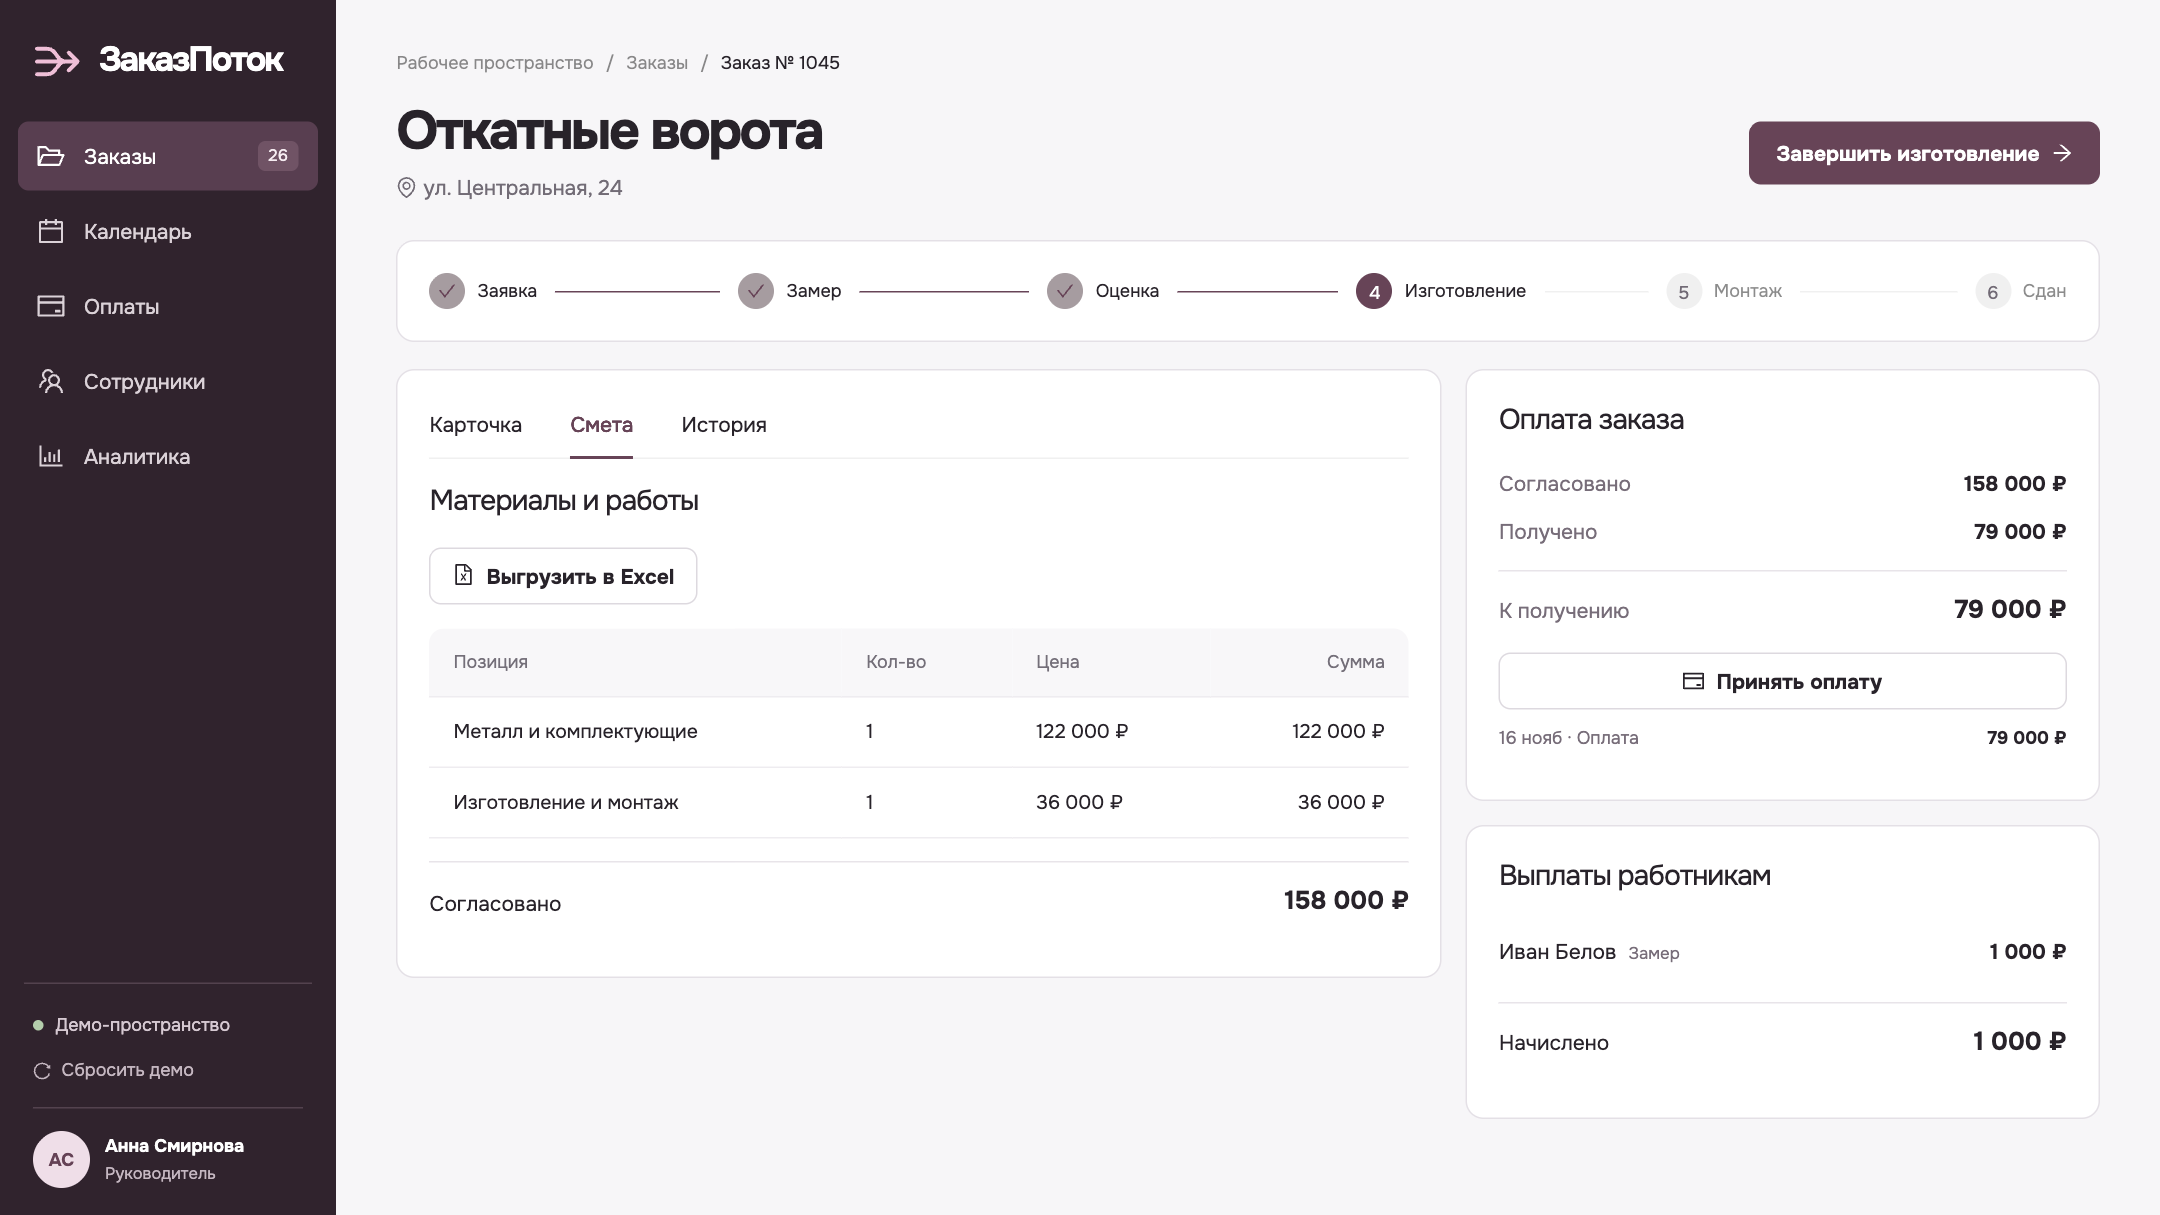 ЗаказПоток
Заказы 26
Календарь
Оплаты
Сотрудники
Аналитика
Демо-пространство
Сбросить демо
АС
Анна Смирнова
Руководитель
Рабочее пространство / Заказы / Заказ № 1045
Откатные ворота
ул. Центральная, 24
Завершить изготовление
Заявка
Замер
Оценка
4 Изготовление
5 Монтаж
6 Сдан
Карточка Смета История
Материалы и работы
Выгрузить в Excel
Позиция Кол-во Цена Сумма
Металл и комплектующие 1 122 000 ₽ 122 000 ₽
Изготовление и монтаж 1 36 000 ₽ 36 000 ₽
Согласовано 158 000 ₽
Оплата заказа
Согласовано 158 000 ₽
Получено 79 000 ₽
К получению 79 000 ₽
Принять оплату
16 нояб · Оплата 79 000 ₽
Выплаты работникам
Иван Белов Замер 1 000 ₽
Начислено 1 000 ₽